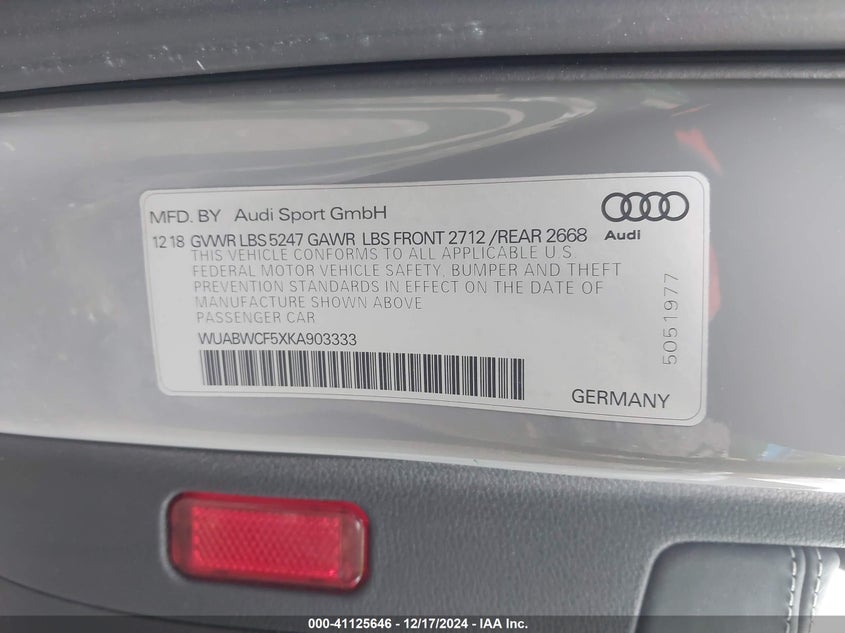 MFD. BY Audi Sport GmbH
Audi
12 18 GVWR LBS 5247 GAWR LBS FRONT 2712 /REAR 2668
THIS VEHICLE CONFORMS TO ALL APPLICABLE U.S.
FEDERAL MOTOR VEHICLE SAFETY, BUMPER AND THEFT
PREVENTION STANDARDS IN EFFECT ON THE DATE OF
MANUFACTURE SHOWN ABOVE
PASSENGER CAR
WUABWCF5XKA903333
5051977
GERMANY
000-41125646 - 12/17/2024 - IAA Inc.